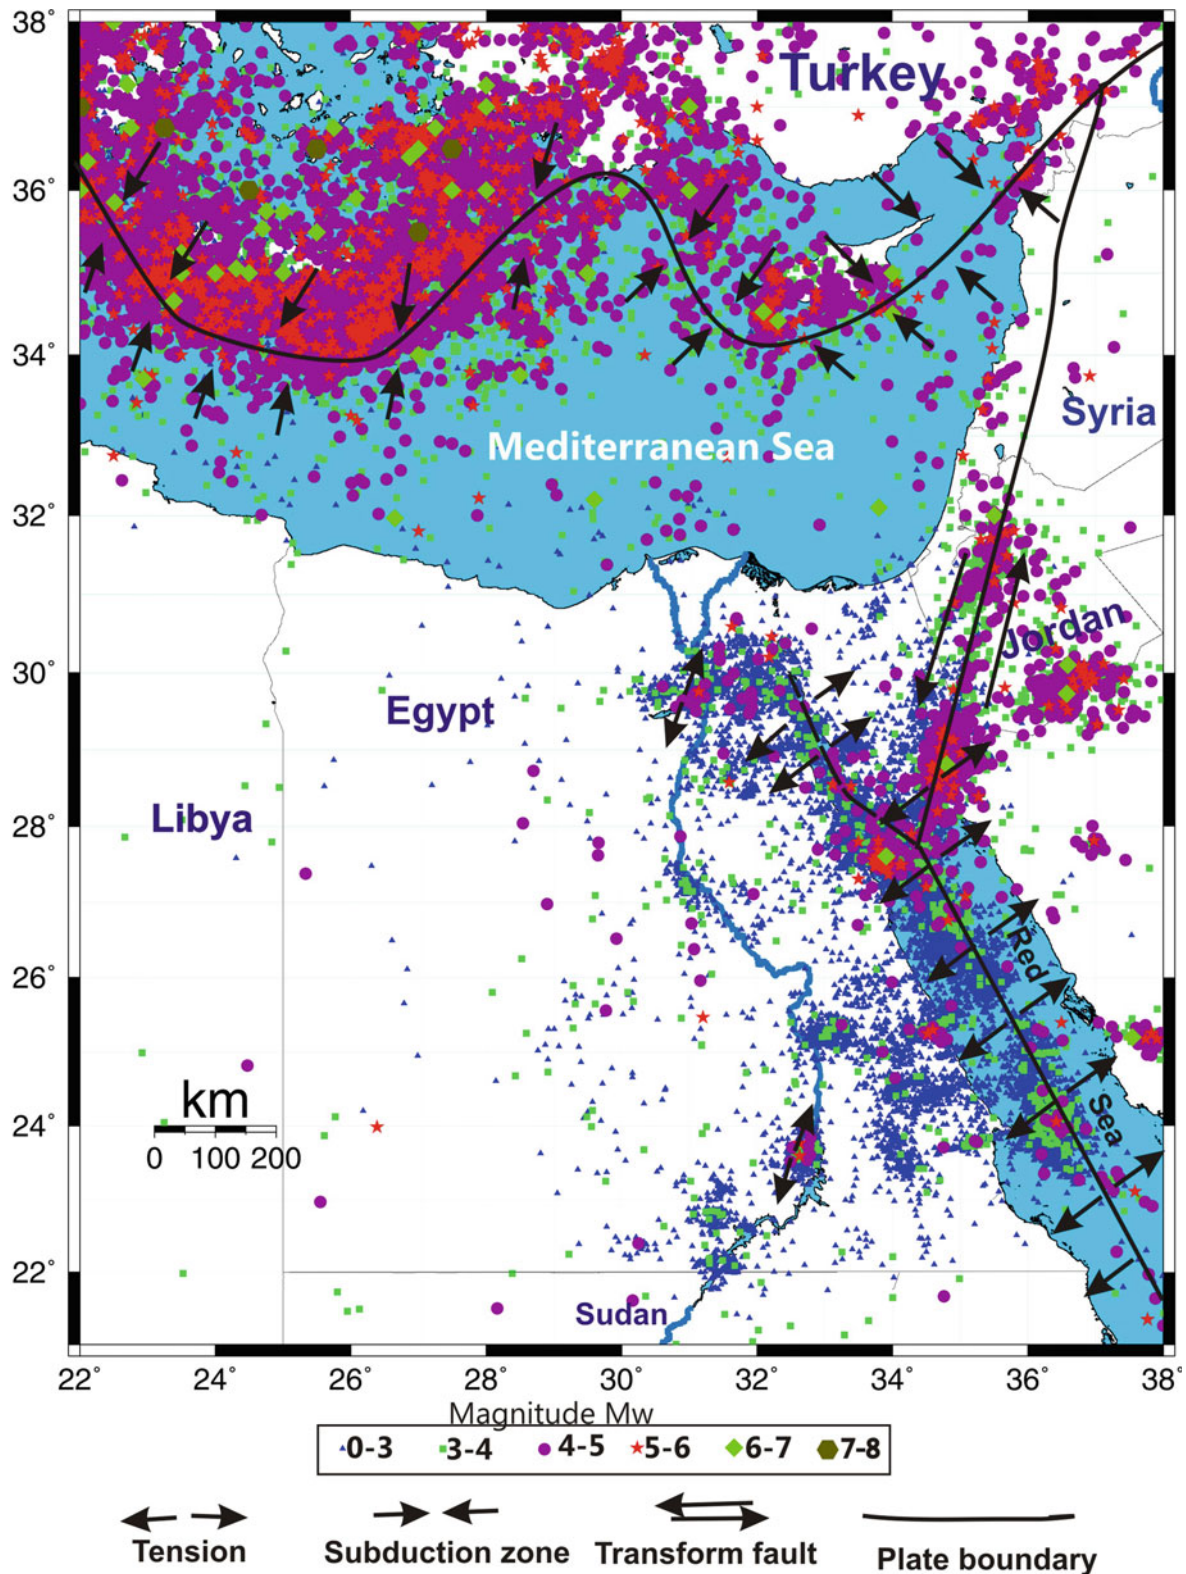 38°
Turkey
36°
34°
Syria
Mediterranean Sea
32°
Jordan
30°
Egypt
Libya
28°
Red
26°
km
24°
Sea
0 100 200
22°
Sudan
22° 24° 26° 28° 30° 32° 34° 36° 38°
Magnitude Mw
0-3 3-4 4-5 5-6 6-7 7-8
Tension Subduction zone Transform fault Plate boundary